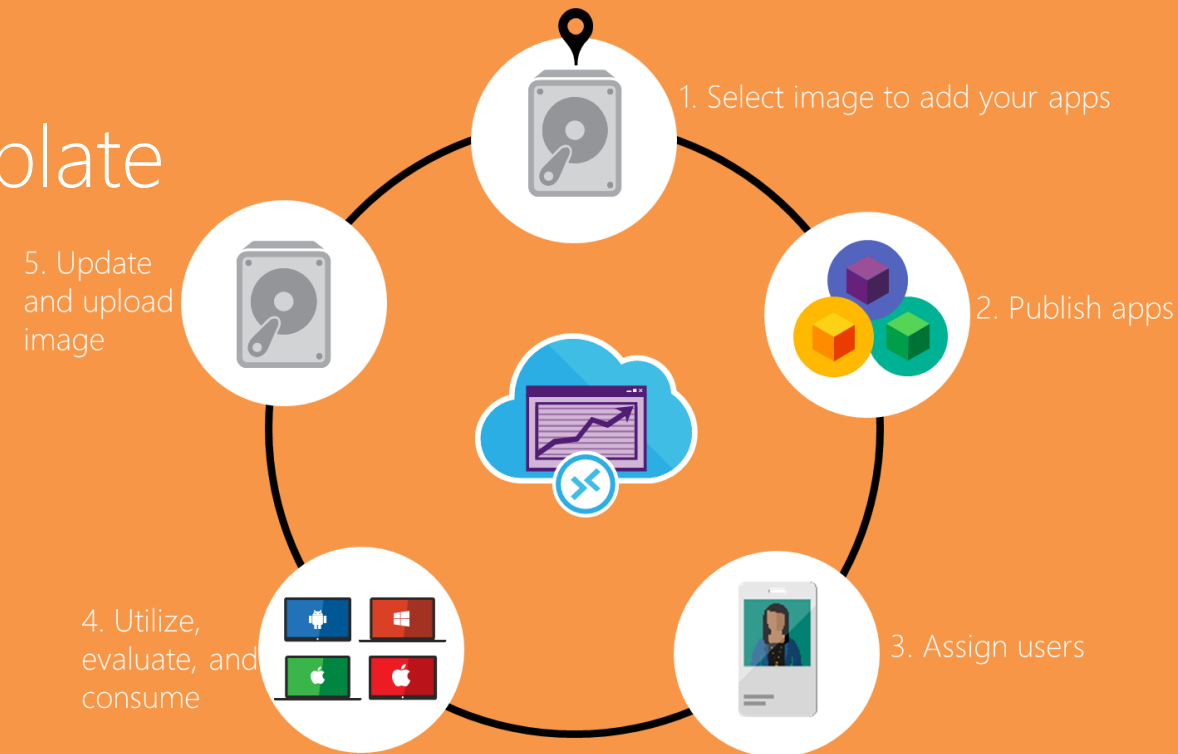 plate
1. Select image to add your apps
2. Publish apps
3. Assign users
4. Utilize,
evaluate, and
consume
5. Update
and upload
image